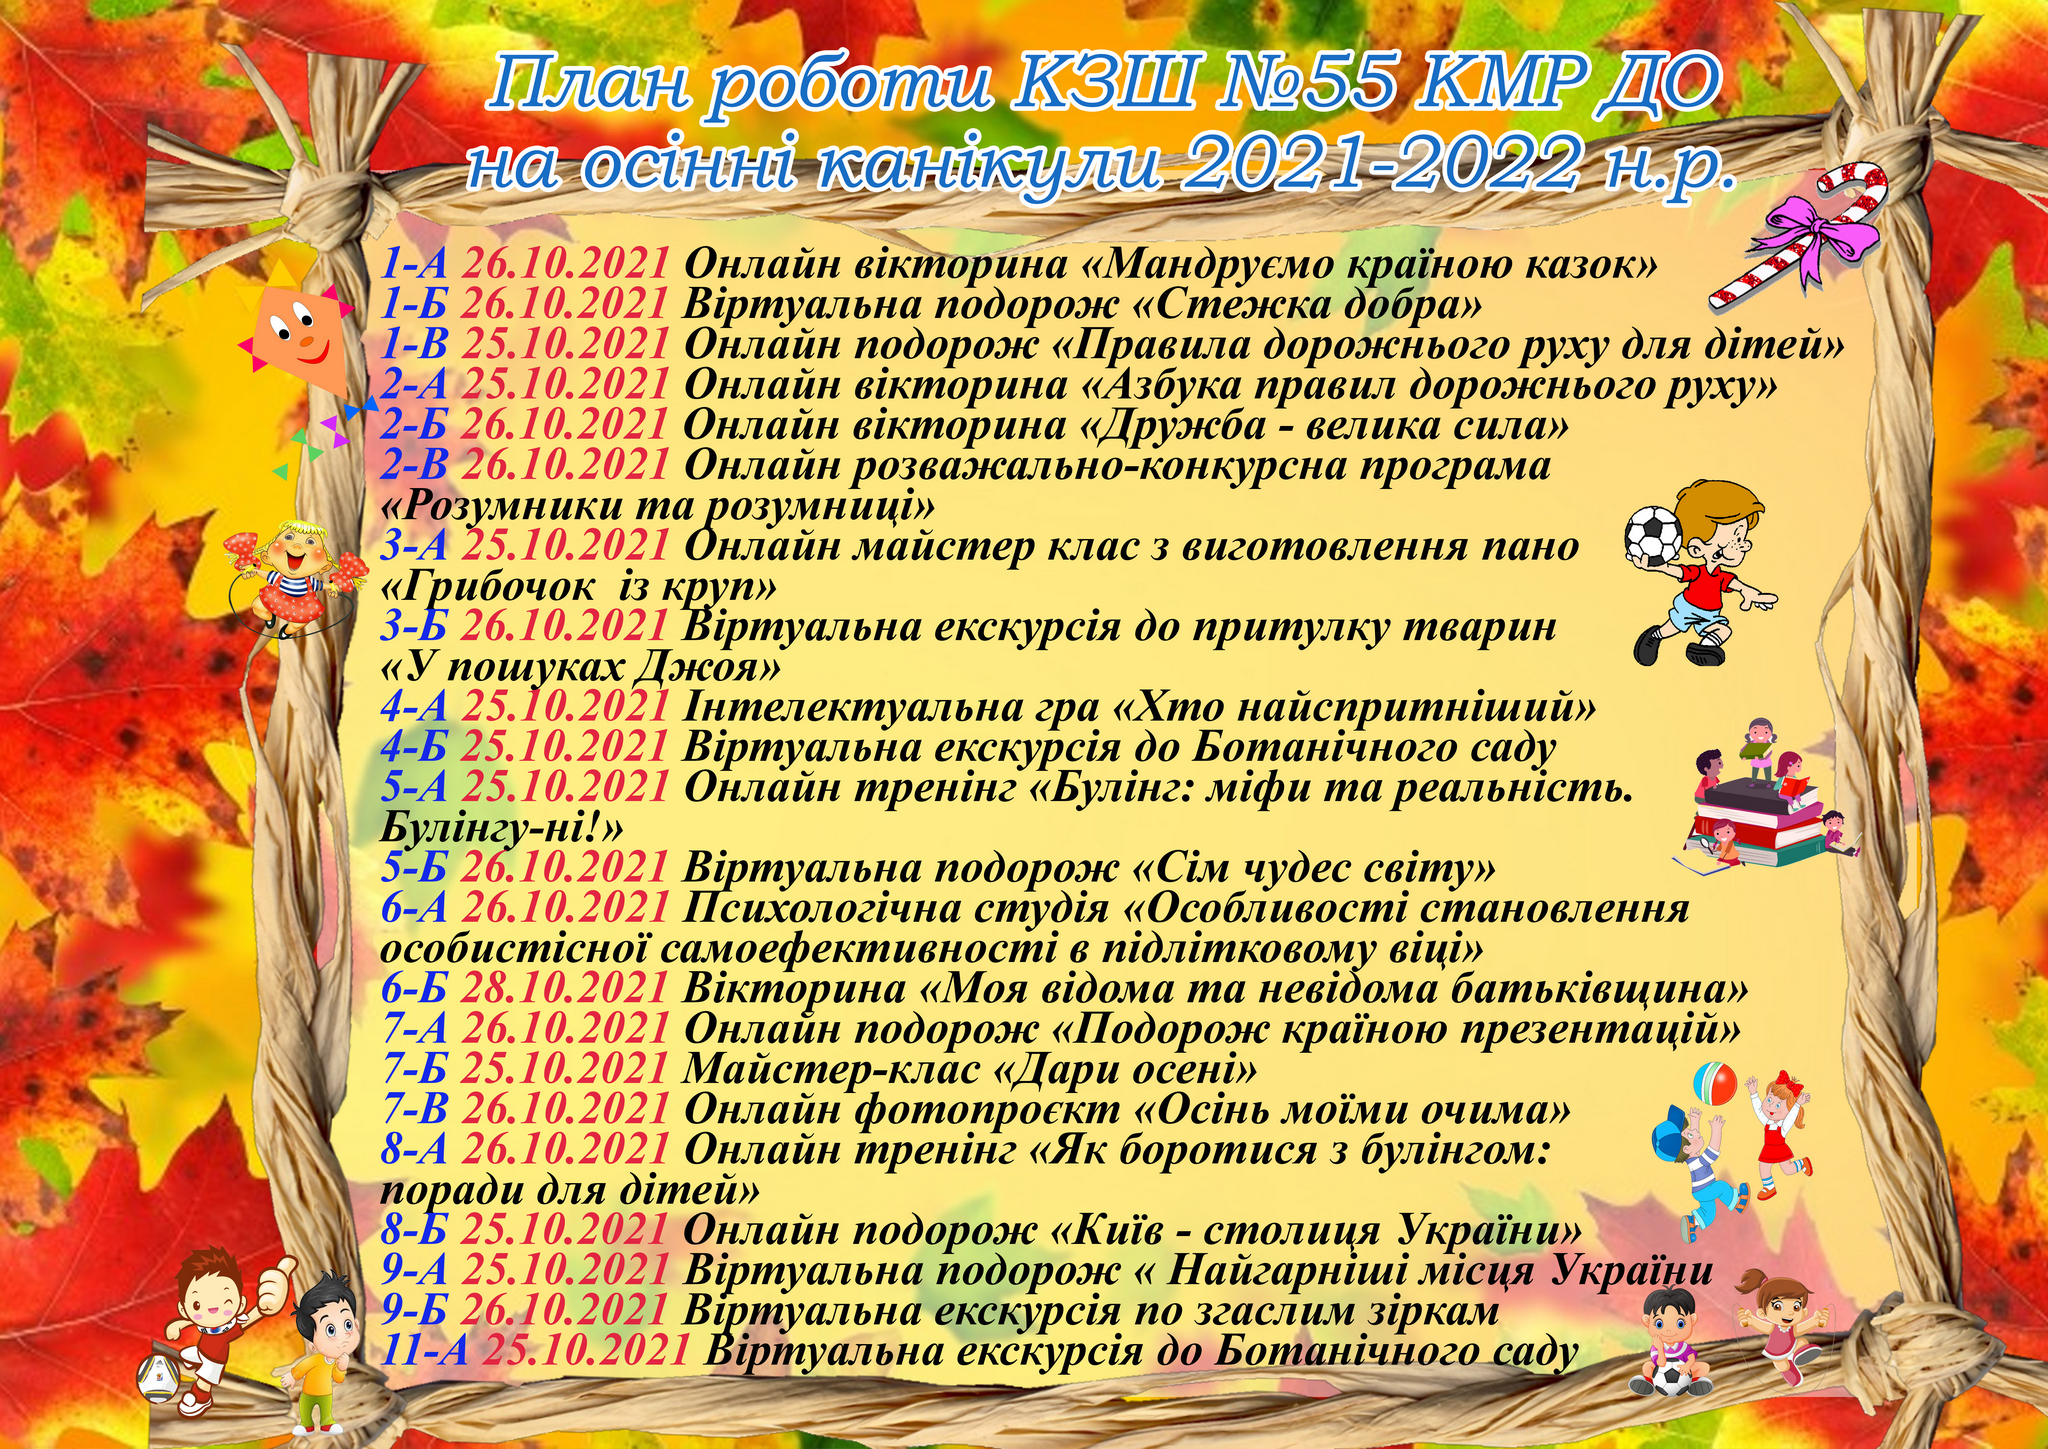 План роботи КЗШ №55 КМР ДО
на осінні канікули 2021-2022 н.р.
1-А 26.10.2021 Онлайн вікторина «Мандруємо країною казок»
1-Б 26.10.2021 Віртуальна подорож «Стежка добра»
1-В 25.10.2021 Онлайн подорож «Правила дорожнього руху для дітей»
2-А 25.10.2021 Онлайн вікторина «Азбука правил дорожнього руху»
2-Б 26.10.2021 Онлайн вікторина «Дружба - велика сила»
2-В 26.10.2021 Онлайн розважально-конкурсна програма
«Розумники та розумниці»
3-А 25.10.2021 Онлайн майстер клас з виготовлення пано
«Грибочок із круп»
3-Б 26.10.2021 Віртуальна екскурсія до притулку тварин
«У пошуках Джоя»
4-А 25.10.2021 Інтелектуальна гра «Хто найспритніший»
4-Б 25.10.2021 Віртуальна екскурсія до Ботанічного саду
5-А 25.10.2021 Онлайн тренінг «Булінг: міфи та реальність.
Булінгу-ні!»
5-Б 26.10.2021 Віртуальна подорож «Сім чудес світу»
6-А 26.10.2021 Психологічна студія «Особливості становлення
особистісної самоефективності в підлітковому віці»
6-Б 28.10.2021 Вікторина «Моя відома та невідома батьківщина»
7-А 26.10.2021 Онлайн подорож «Подорож країною презентацій»
7-Б 25.10.2021 Майстер-клас «Дари осені»
7-В 26.10.2021 Онлайн фотопроєкт «Осінь моїми очима»
8-А 26.10.2021 Онлайн тренінг «Як боротися з булінгом:
поради для дітей»
8-Б 25.10.2021 Онлайн подорож «Київ - столиця України»
9-А 25.10.2021 Віртуальна подорож « Найгарніші місця України
9-Б 26.10.2021 Віртуальна екскурсія по згаслим зіркам
11-А 25.10.2021 Віртуальна екскурсія до Ботанічного саду